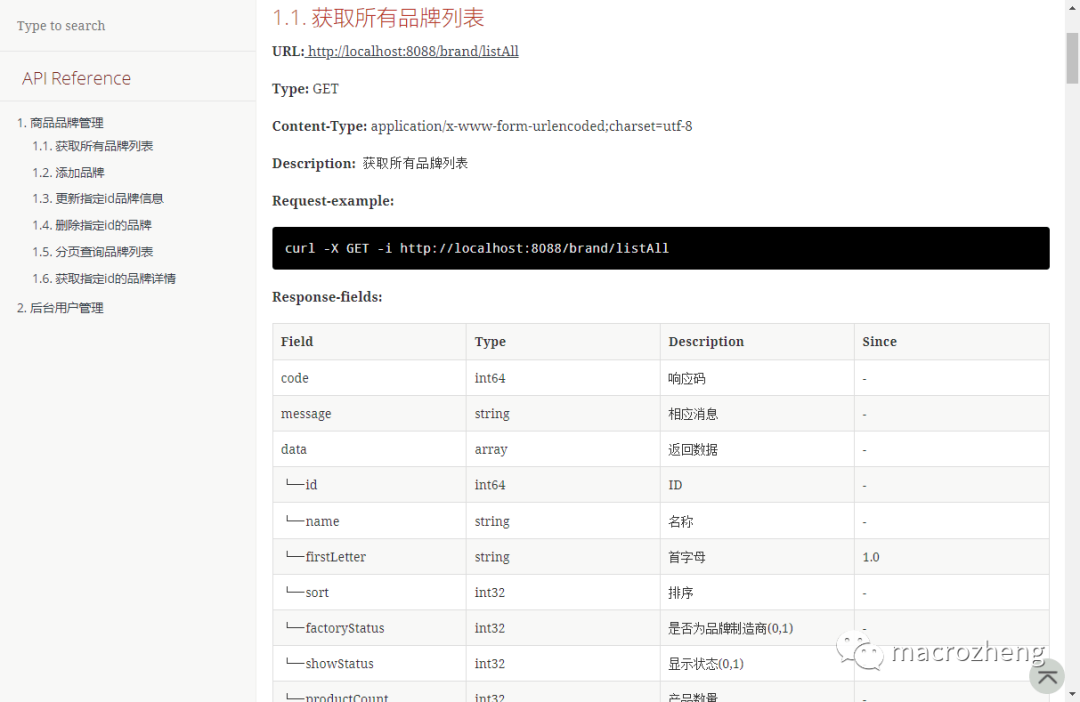 Type to search
API Reference
1. 商品品牌管理
1.1. 获取所有品牌列表
1.2. 添加品牌
1.3. 更新指定id品牌信息
1.4. 删除指定id的品牌
1.5. 分页查询品牌列表
1.6. 获取指定id的品牌详情
2. 后台用户管理
1.1. 获取所有品牌列表
URL: http://localhost:8088/brand/listAll
Type: GET
Content-Type: application/x-www-form-urlencoded;charset=utf-8
Description: 获取所有品牌列表
Request-example:
curl -X GET -i http://localhost:8088/brand/listAll
Response-fields:
Field Type Description Since
code int64 响应码 -
message string 相应消息 -
data array 返回数据 -
└─id int64 ID -
└─name string 名称 -
└─firstLetter string 首字母 1.0
└─sort int32 排序 -
└─factoryStatus int32 是否为品牌制造商(0,1) -
└─showStatus int32 显示状态(0,1)
└─productCount int32 产品数量 -
macrozheng